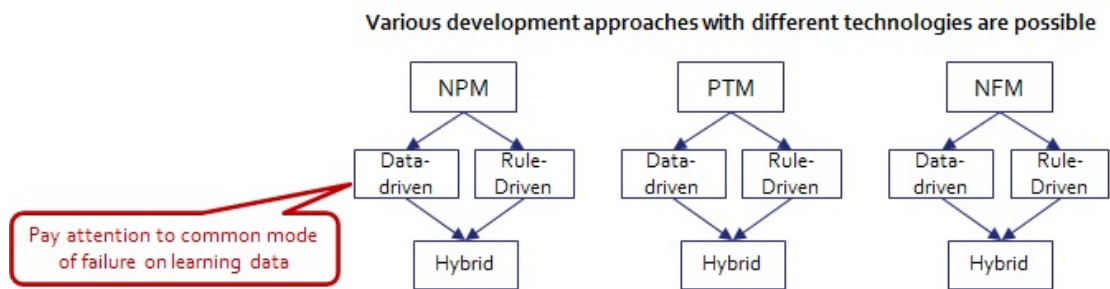 Various development approaches with different technologies are possible
NPM
PTM
NFM
Data-
driven
Rule-
Driven
Data-
driven
Rule-
Driven
Data-
driven
Rule-
Driven
Pay attention to common mode
of failure on learning data
Hybrid
Hybrid
Hybrid